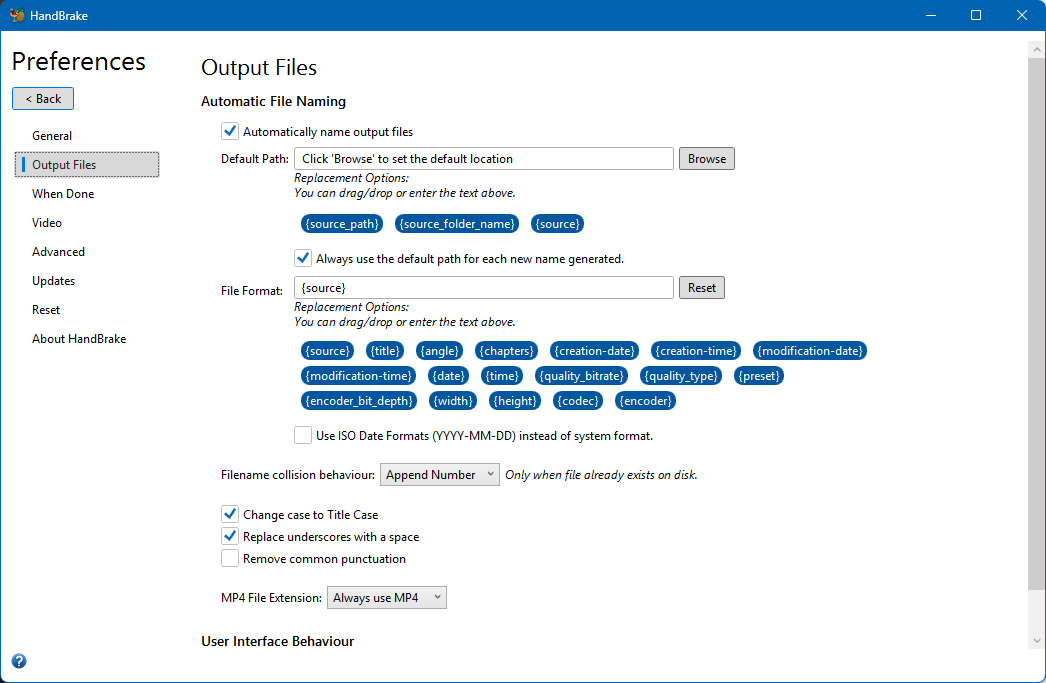 HandBrake
Preferences
< Back
General
Output Files
When Done
Video
Advanced
Updates
Reset
About HandBrake
Output Files
Automatic File Naming
Automatically name output files
Default Path: Click 'Browse' to set the default location Browse
Replacement Options:
You can drag/drop or enter the text above.
{source_path} {source_folder_name} {source}
Always use the default path for each new name generated.
File Format: {source} Reset
Replacement Options:
You can drag/drop or enter the text above.
{source} {title} {angle} {chapters} {creation-date} {creation-time} {modification-date}
{modification-time} {date} {time} {quality_bitrate} {quality_type} {preset}
{encoder_bit_depth} {width} {height} {codec} {encoder}
Use ISO Date Formats (YYYY-MM-DD) instead of system format.
Filename collision behaviour: Append Number Only when file already exists on disk.
Change case to Title Case
Replace underscores with a space
Remove common punctuation
MP4 File Extension: Always use MP4
User Interface Behaviour
?